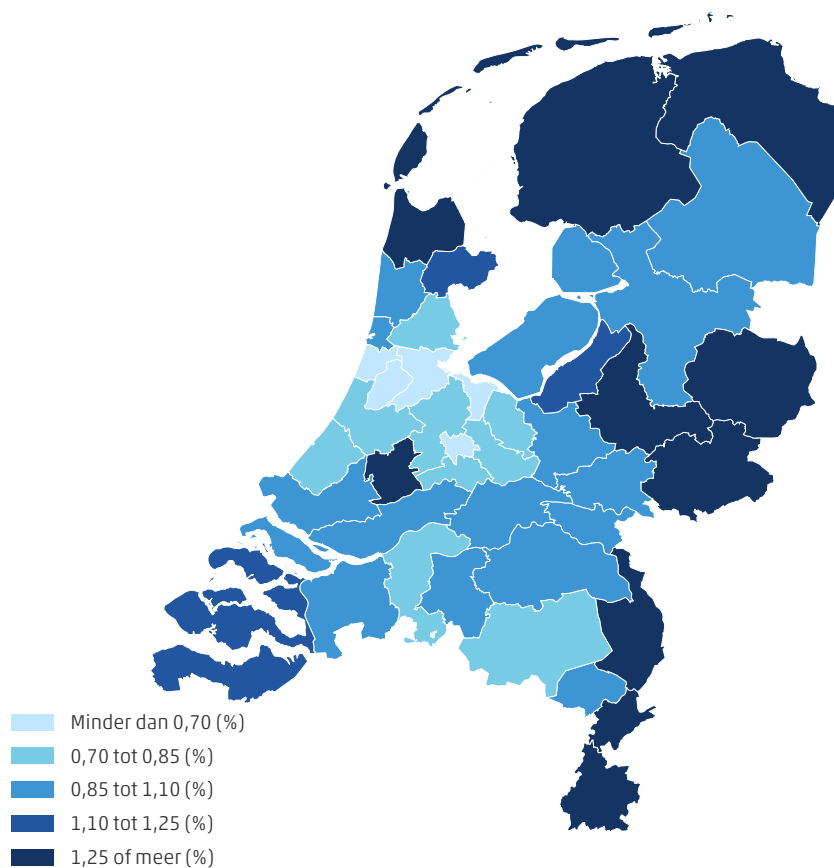 Minder dan 0,70 (%)
0,70 tot 0,85 (%)
0,85 tot 1,10 (%)
1,10 tot 1,25 (%)
1,25 of meer (%)